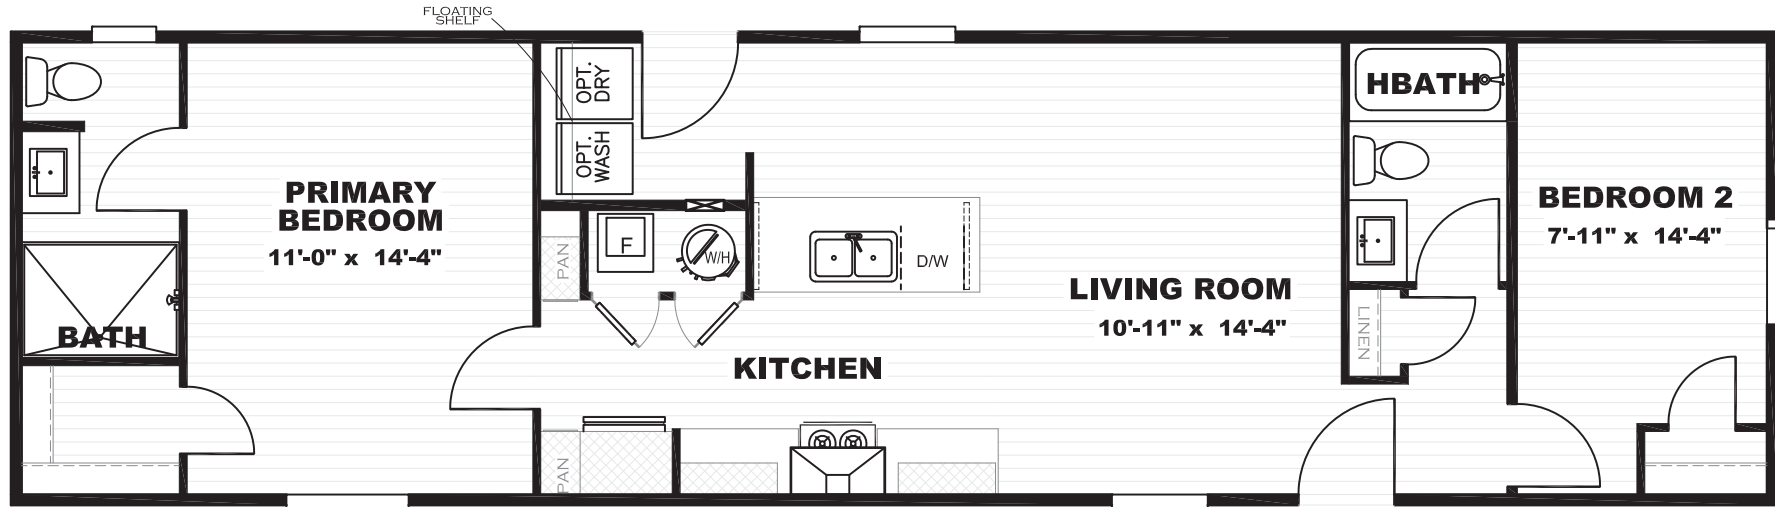 FLOATING
SHELF
OPT.
DRY
OPT.
WASH
HBATH
PRIMARY
BEDROOM
11'-0" x 14'-4"
BEDROOM 2
7'-11" x 14'-4"
PAN
F
W/H
D/W
LIVING ROOM
10'-11" x 14'-4"
LINEN
BATH
KITCHEN
PAN